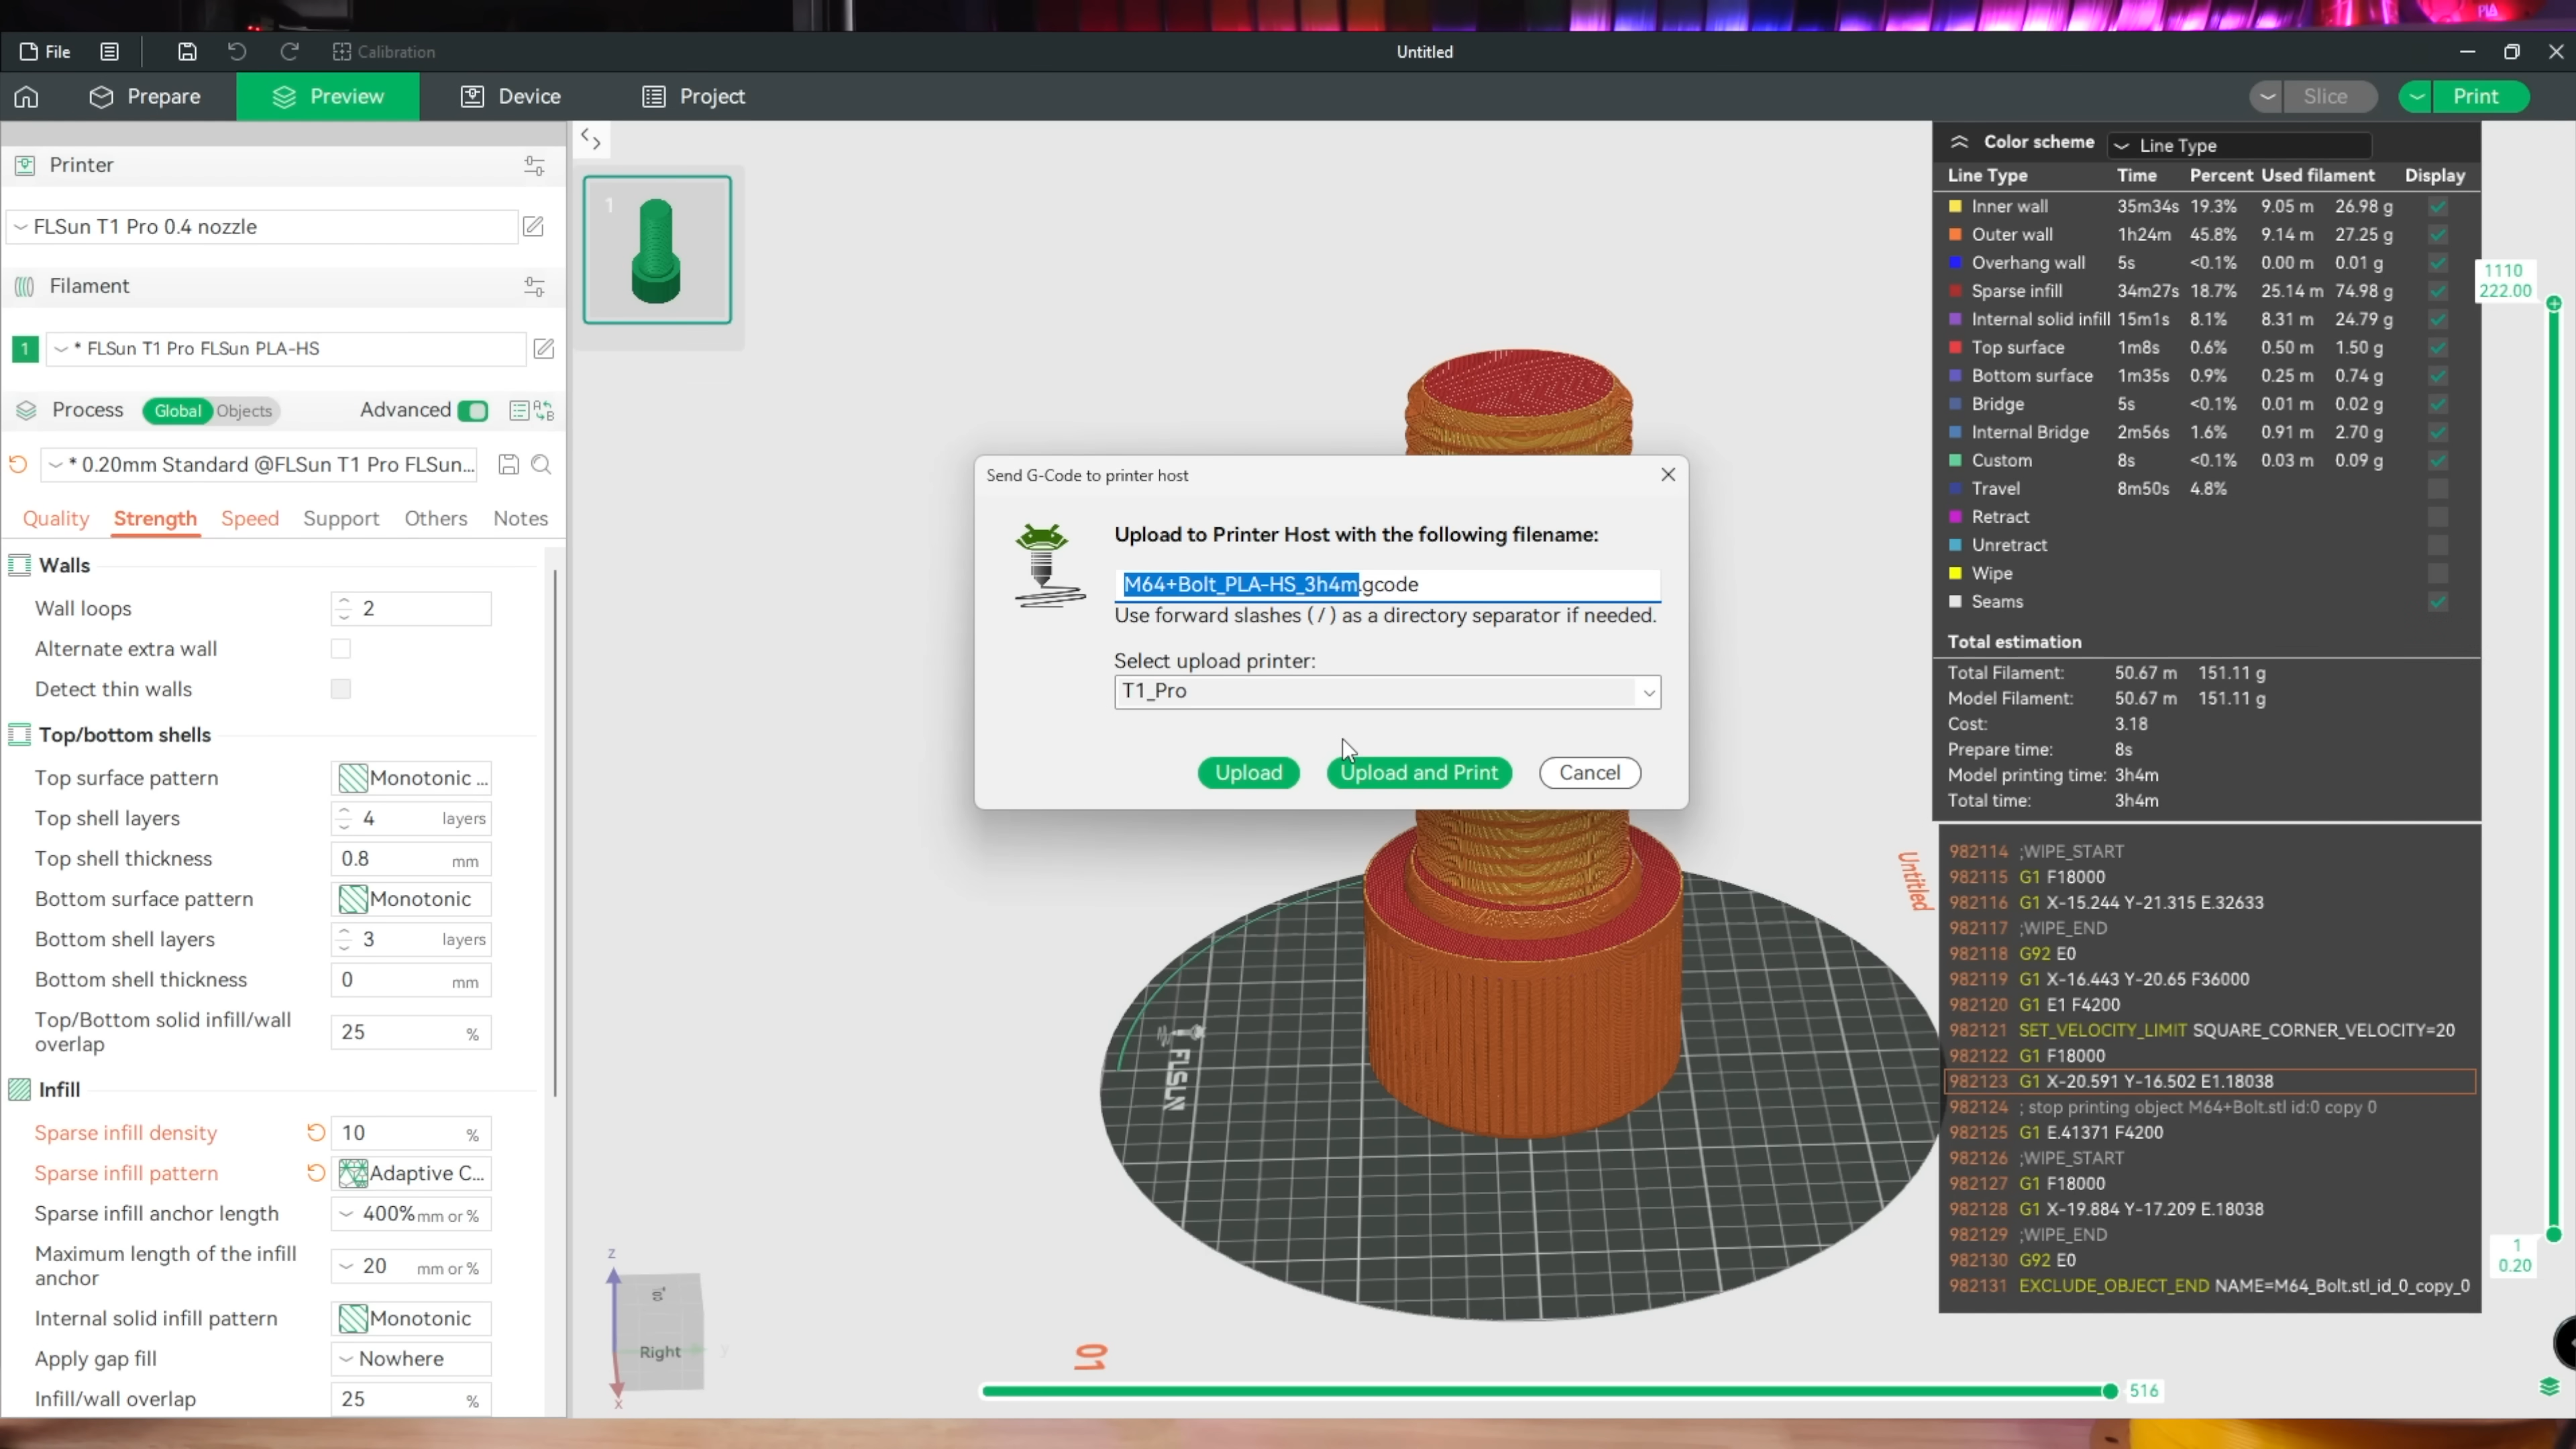 File
Calibration
Untitled
Prepare
Preview
Device
Project
Slice
Print
Printer
FLSun T1 Pro 0.4 nozzle
Filament
1
* FLSun T1 Pro FLSun PLA-HS
Process
Global
Objects
Advanced
* 0.20mm Standard @FLSun T1 Pro FLSun...
Quality
Strength
Speed
Support
Others
Notes
Walls
Wall loops 2
Alternate extra wall
Detect thin walls
Top/bottom shells
Top surface pattern Monotonic ...
Top shell layers 4 layers
Top shell thickness 0.8 mm
Bottom surface pattern Monotonic
Bottom shell layers 3 layers
Bottom shell thickness 0 mm
Top/Bottom solid infill/wall
overlap
25 %
Infill
Sparse infill density 10 %
Sparse infill pattern Adaptive C...
Sparse infill anchor length 400% mm or %
Maximum length of the infill
anchor
20 mm or %
Internal solid infill pattern Monotonic
Apply gap fill Nowhere
Infill/wall overlap 25 %
1
Send G-Code to printer host
Upload to Printer Host with the following filename:
M64+Bolt_PLA-HS_3h4m.gcode
Use forward slashes ( / ) as a directory separator if needed.
Select upload printer:
T1_Pro
Upload
Upload and Print
Cancel
Untitled
01
z
Top
Right
y
x
516
Color scheme
Line Type
Line Type Time Percent Used filament Display
Inner wall 35m34s 19.3% 9.05 m 26.98 g
Outer wall 1h24m 45.8% 9.14 m 27.25 g
Overhang wall 5s <0.1% 0.00 m 0.01 g
Sparse infill 34m27s 18.7% 25.14 m 74.98 g
Internal solid infill 15m1s 8.1% 8.31 m 24.79 g
Top surface 1m8s 0.6% 0.50 m 1.50 g
Bottom surface 1m35s 0.9% 0.25 m 0.74 g
Bridge 5s <0.1% 0.01 m 0.02 g
Internal Bridge 2m56s 1.6% 0.91 m 2.70 g
Custom 8s <0.1% 0.03 m 0.09 g
Travel 8m50s 4.8%
Retract
Unretract
Wipe
Seams
Total estimation
Total Filament: 50.67 m 151.11 g
Model Filament: 50.67 m 151.11 g
Cost: 3.18
Prepare time: 8s
Model printing time: 3h4m
Total time: 3h4m
982114 ;WIPE_START
982115 G1 F18000
982116 G1 X-15.244 Y-21.315 E.32633
982117 ;WIPE_END
982118 G92 E0
982119 G1 X-16.443 Y-20.65 F36000
982120 G1 E1 F4200
982121 SET_VELOCITY_LIMIT SQUARE_CORNER_VELOCITY=20
982122 G1 F18000
982123 G1 X-20.591 Y-16.502 E1.18038
982124 ; stop printing object M64+Bolt.stl id:0 copy 0
982125 G1 E.41371 F4200
982126 ;WIPE_START
982127 G1 F18000
982128 G1 X-19.884 Y-17.209 E.18038
982129 ;WIPE_END
982130 G92 E0
982131 EXCLUDE_OBJECT_END NAME=M64_Bolt.stl_id_0_copy_0
1110
222.00
1
0.20
FLSUN
PLA